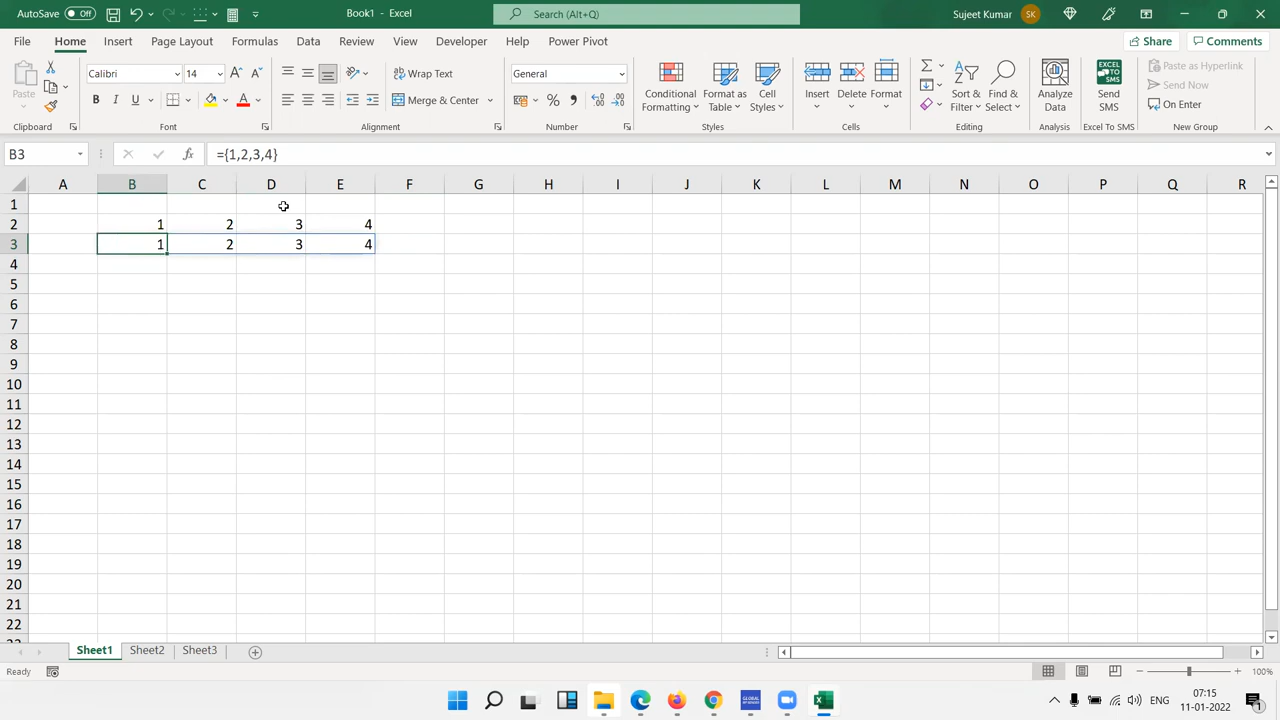 AutoSave Off Book1 - Excel Search (Alt+Q) Sujeet Kumar SK
File Home Insert Page Layout Formulas Data Review View Developer Help Power Pivot Share Comments
Paste Calibri 14 Wrap Text General Conditional Formatting Format as Table Cell Styles Insert Delete Format Sort & Filter Find & Select Analyze Data Send SMS Paste as Hyperlink
Send Now
B I U Merge & Center On Enter
Clipboard Font Alignment Number Styles Cells Editing Analysis Excel To SMS New Group
B3 fx ={1,2,3,4}
A B C D E F G H I J K L M N O P Q R
1
2 1 2 3 4
3 1 2 3 4
4
5
6
7
8
9
10
11
12
13
14
15
16
17
18
19
20
21
22
Sheet1 Sheet2 Sheet3
Ready 100%
ENG 07:15
11-01-2022